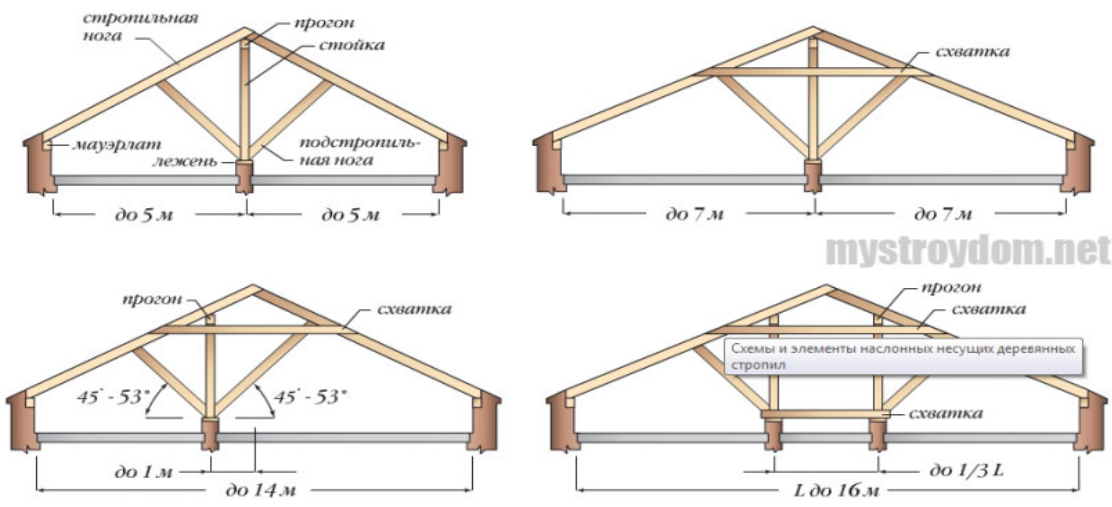 стропильная
нога
прогон
стойка
мауэрлат
лежень
подстропиль-
ная нога
до 5 м
до 5 м
схватка
до 7 м
до 7 м
mystroydom.net
прогон
схватка
45° - 53°
45° - 53°
до 1 м
до 14 м
прогон
схватка
Схемы и элементы наслонных несущих деревянных
стропил
схватка
до 1/3 L
L до 16 м